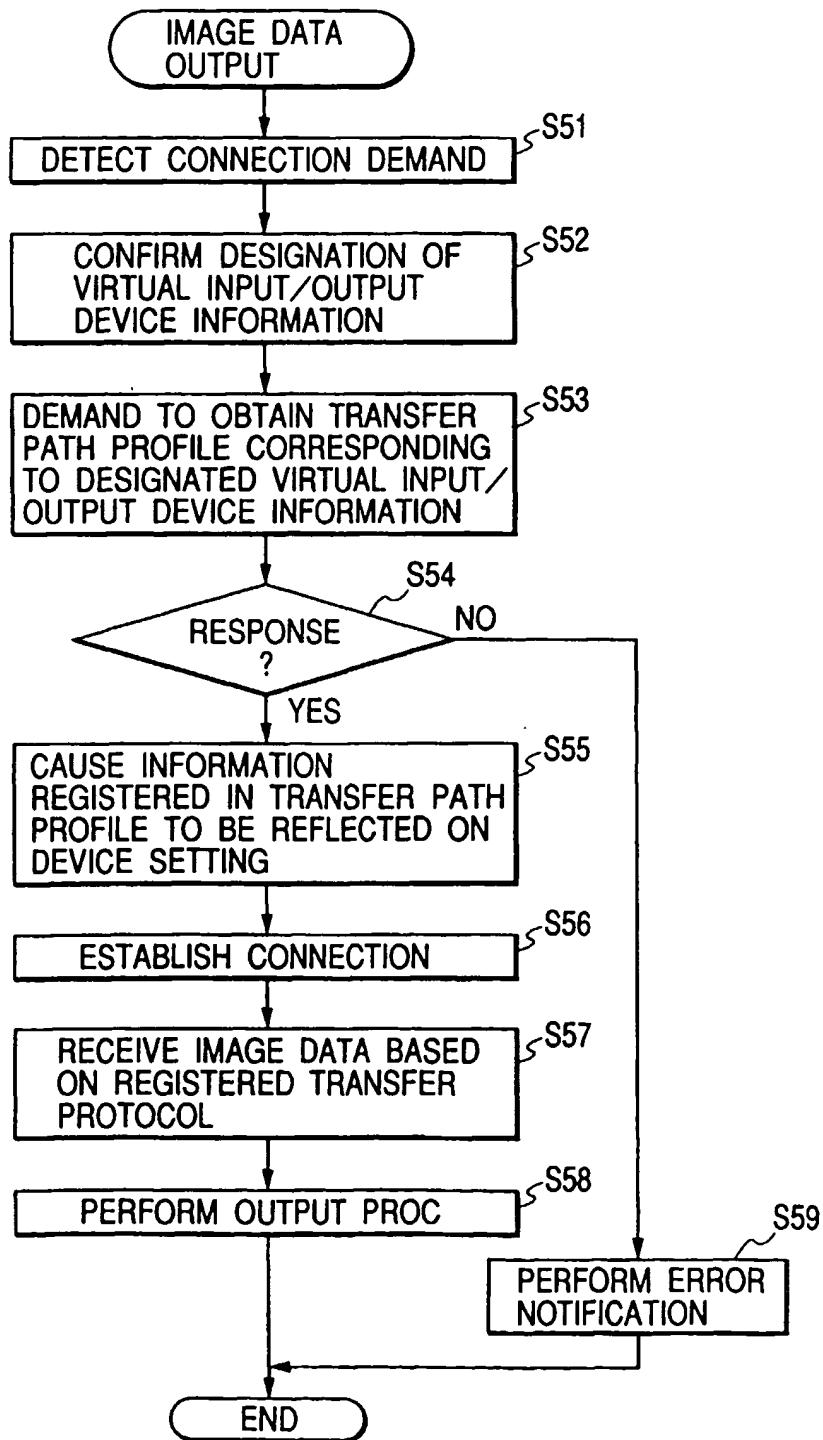 IMAGE DATA
OUTPUT
S51
DETECT CONNECTION DEMAND
S52
CONFIRM DESIGNATION OF
VIRTUAL INPUT/OUTPUT
DEVICE INFORMATION
S53
DEMAND TO OBTAIN TRANSFER
PATH PROFILE CORRESPONDING
TO DESIGNATED VIRTUAL INPUT/
OUTPUT DEVICE INFORMATION
S54
RESPONSE
?
NO
YES
S55
CAUSE INFORMATION
REGISTERED IN TRANSFER PATH
PROFILE TO BE REFLECTED ON
DEVICE SETTING
S56
ESTABLISH CONNECTION
S57
RECEIVE IMAGE DATA BASED
ON REGISTERED TRANSFER
PROTOCOL
S58
PERFORM OUTPUT PROC
S59
PERFORM ERROR
NOTIFICATION
END